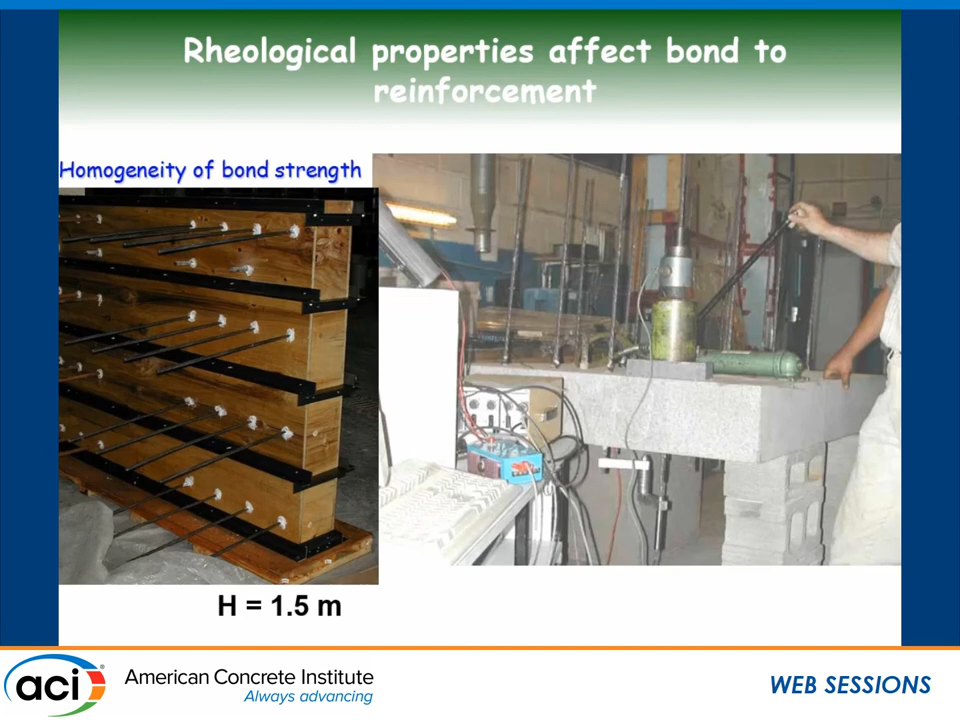 Rheological properties affect bond to
reinforcement
Homogeneity of bond strength
H = 1.5 m
aci®
American Concrete Institute
Always advancing
WEB SESSIONS